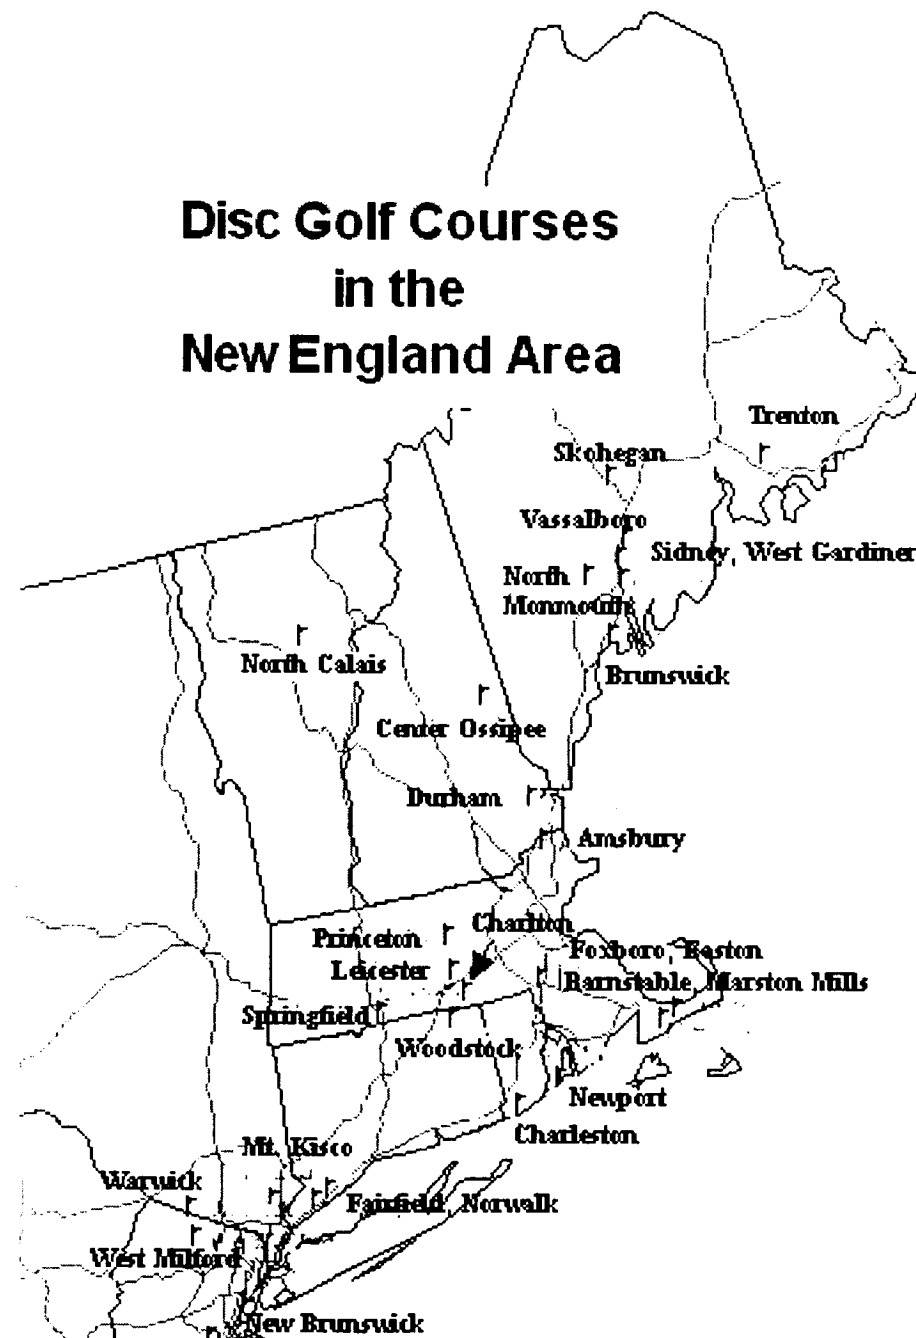 Disc Golf Courses
in the
New England Area
Trenton
Skohegan
Vassalboro
Sidney, West Gardiner
North
Monmouth
Brunswick
North Calais
Center Ossipee
Durham
Amsbury
Charlton
Princeton
Foxboro, Easton
Leicester
Barnstable, Marston Mills
Springfield
Woodstock
Newport
Charleston
Mt. Kisco
Warwick
Fairfield, Norwalk
West Milford
New Brunswick